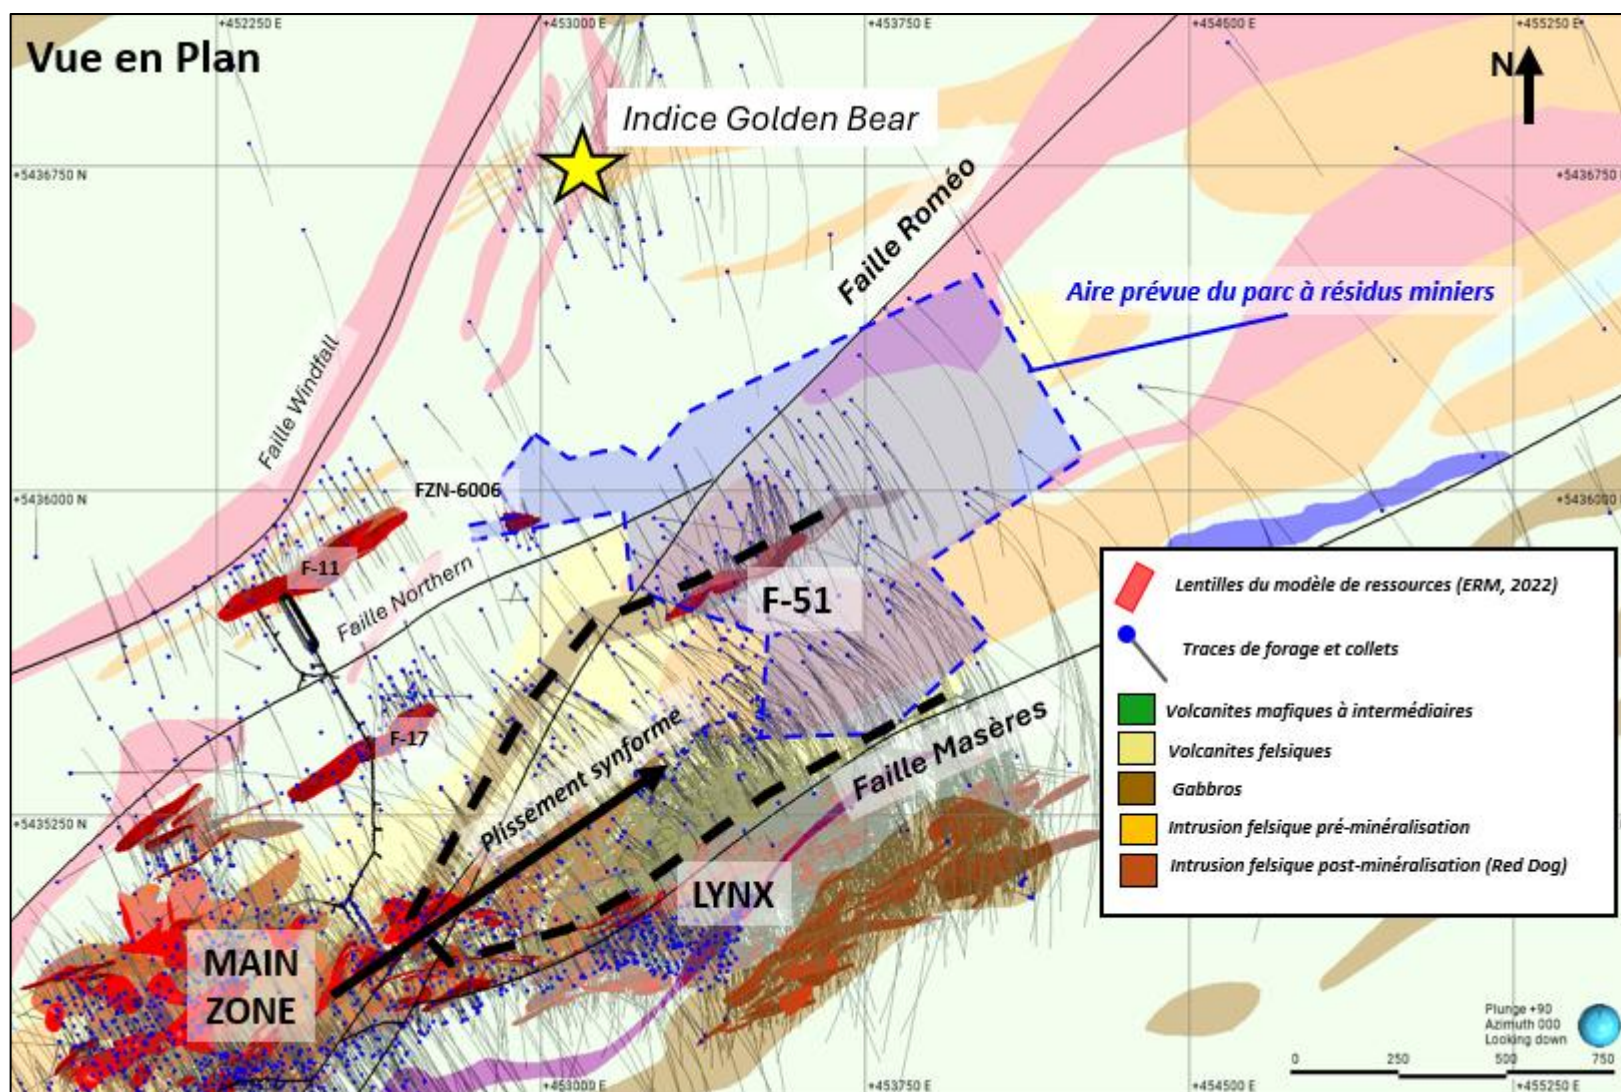 +452250 E
+453000 E
+453750 E
+454500 E
+455250 E
Vue en Plan
N
Indice Golden Bear
+5436750 N
+5436750 N
Faille Roméo
Aire prévue du parc à résidus miniers
Faille Windfall
FZN-6006
+5436000 N
+5436000 N
F-11
Faille Northern
F-51
F-17
Plissement synforme
Faille Masères
+5435250 N
LYNX
MAIN
ZONE
Lentilles du modèle de ressources (ERM, 2022)
Traces de forage et collets
Volcanites mafiques à intermédiaires
Volcanites felsiques
Gabbros
Intrusion felsique pré-minéralisation
Intrusion felsique post-minéralisation (Red Dog)
Plunge +90
Azimuth 000
Looking down
0
250
500
750
+453000 E
+453750 E
+454500 E
+455250 E